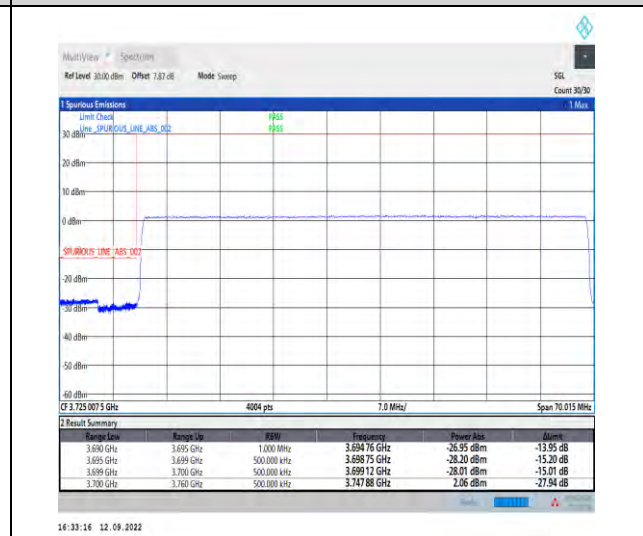 MultiView Spectrum
Ref Level 30.00 dBm Offset 7.87 dB Mode Sweep SGL
Count 30/30
1 Spurious Emissions 1 Max
Limit Check PASS
30 dBm Line _SPURIOUS_LINE_ABS_002 PASS
20 dBm
10 dBm
0 dBm
SPURIOUS_LINE_ABS_002
-20 dBm
-30 dBm
-40 dBm
-50 dBm
-60 dBm
CF 3.725 007 5 GHz 4004 pts 7.0 MHz/ Span 70.015 MHz
2 Result Summary
Range Low Range Up RBW Frequency Power Abs ΔLimit
3.690 GHz 3.695 GHz 1.000 MHz 3.694 76 GHz -26.95 dBm -13.95 dB
3.695 GHz 3.699 GHz 500.000 kHz 3.698 75 GHz -28.20 dBm -15.20 dB
3.699 GHz 3.700 GHz 500.000 kHz 3.699 12 GHz -28.01 dBm -15.01 dB
3.700 GHz 3.760 GHz 500.000 kHz 3.747 88 GHz 2.06 dBm -27.94 dB
16:33:16 12.09.2022